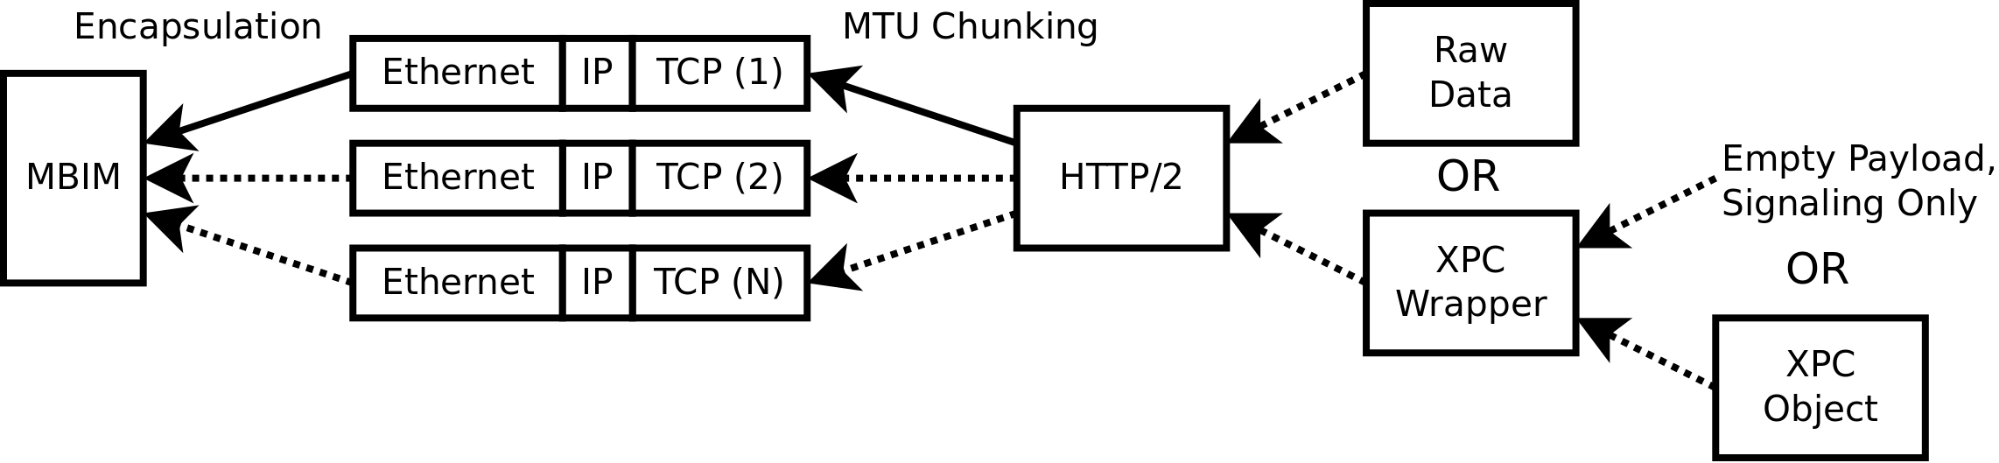 Encapsulation
MTU Chunking
MBIM
Ethernet IP TCP (1)
Ethernet IP TCP (2)
Ethernet IP TCP (N)
HTTP/2
Raw
Data
OR
XPC
Wrapper
Empty Payload,
Signaling Only
OR
XPC
Object